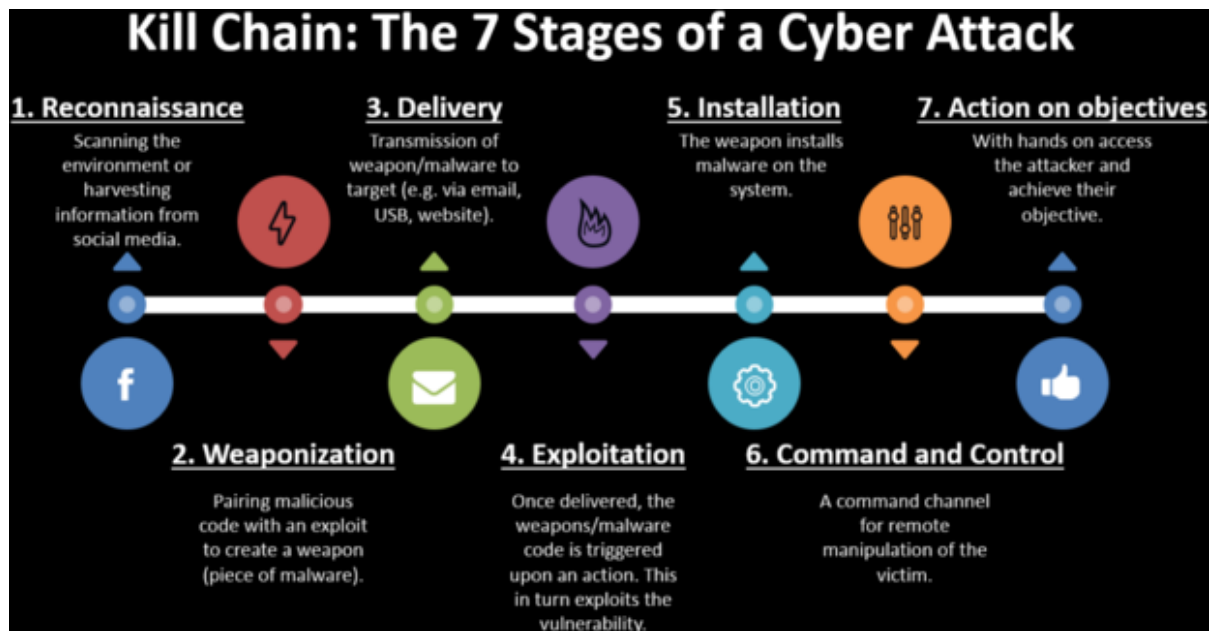 Kill Chain: The 7 Stages of a Cyber Attack
1. Reconnaissance
Scanning the
environment or
harvesting
information from
social media.
2. Weaponization
Pairing malicious
code with an exploit
to create a weapon
(piece of malware).
3. Delivery
Transmission of
weapon/malware to
target (e.g. via email,
USB, website).
4. Exploitation
Once delivered, the
weapons/malware
code is triggered
upon an action. This
in turn exploits the
vulnerability.
5. Installation
The weapon installs
malware on the
system.
6. Command and Control
A command channel
for remote
manipulation of the
victim.
7. Action on objectives
With hands on access
the attacker and
achieve their
objective.
f